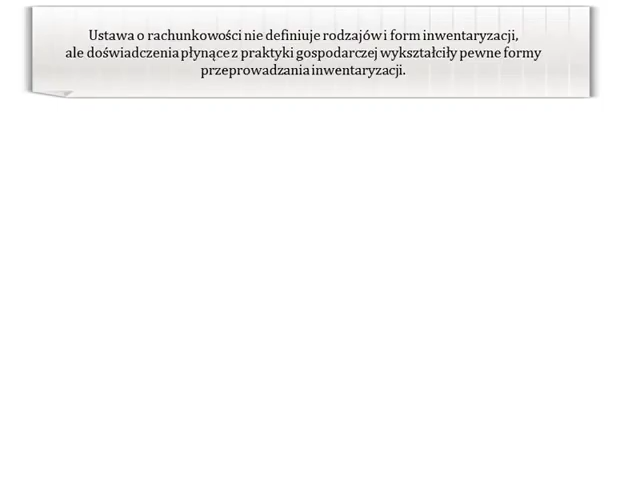 Ustawa o rachunkowości nie definiuje rodzajów i form inwentaryzacji,
ale doświadczenia płynące z praktyki gospodarczej wykształciły pewne formy
przeprowadzania inwentaryzacji.